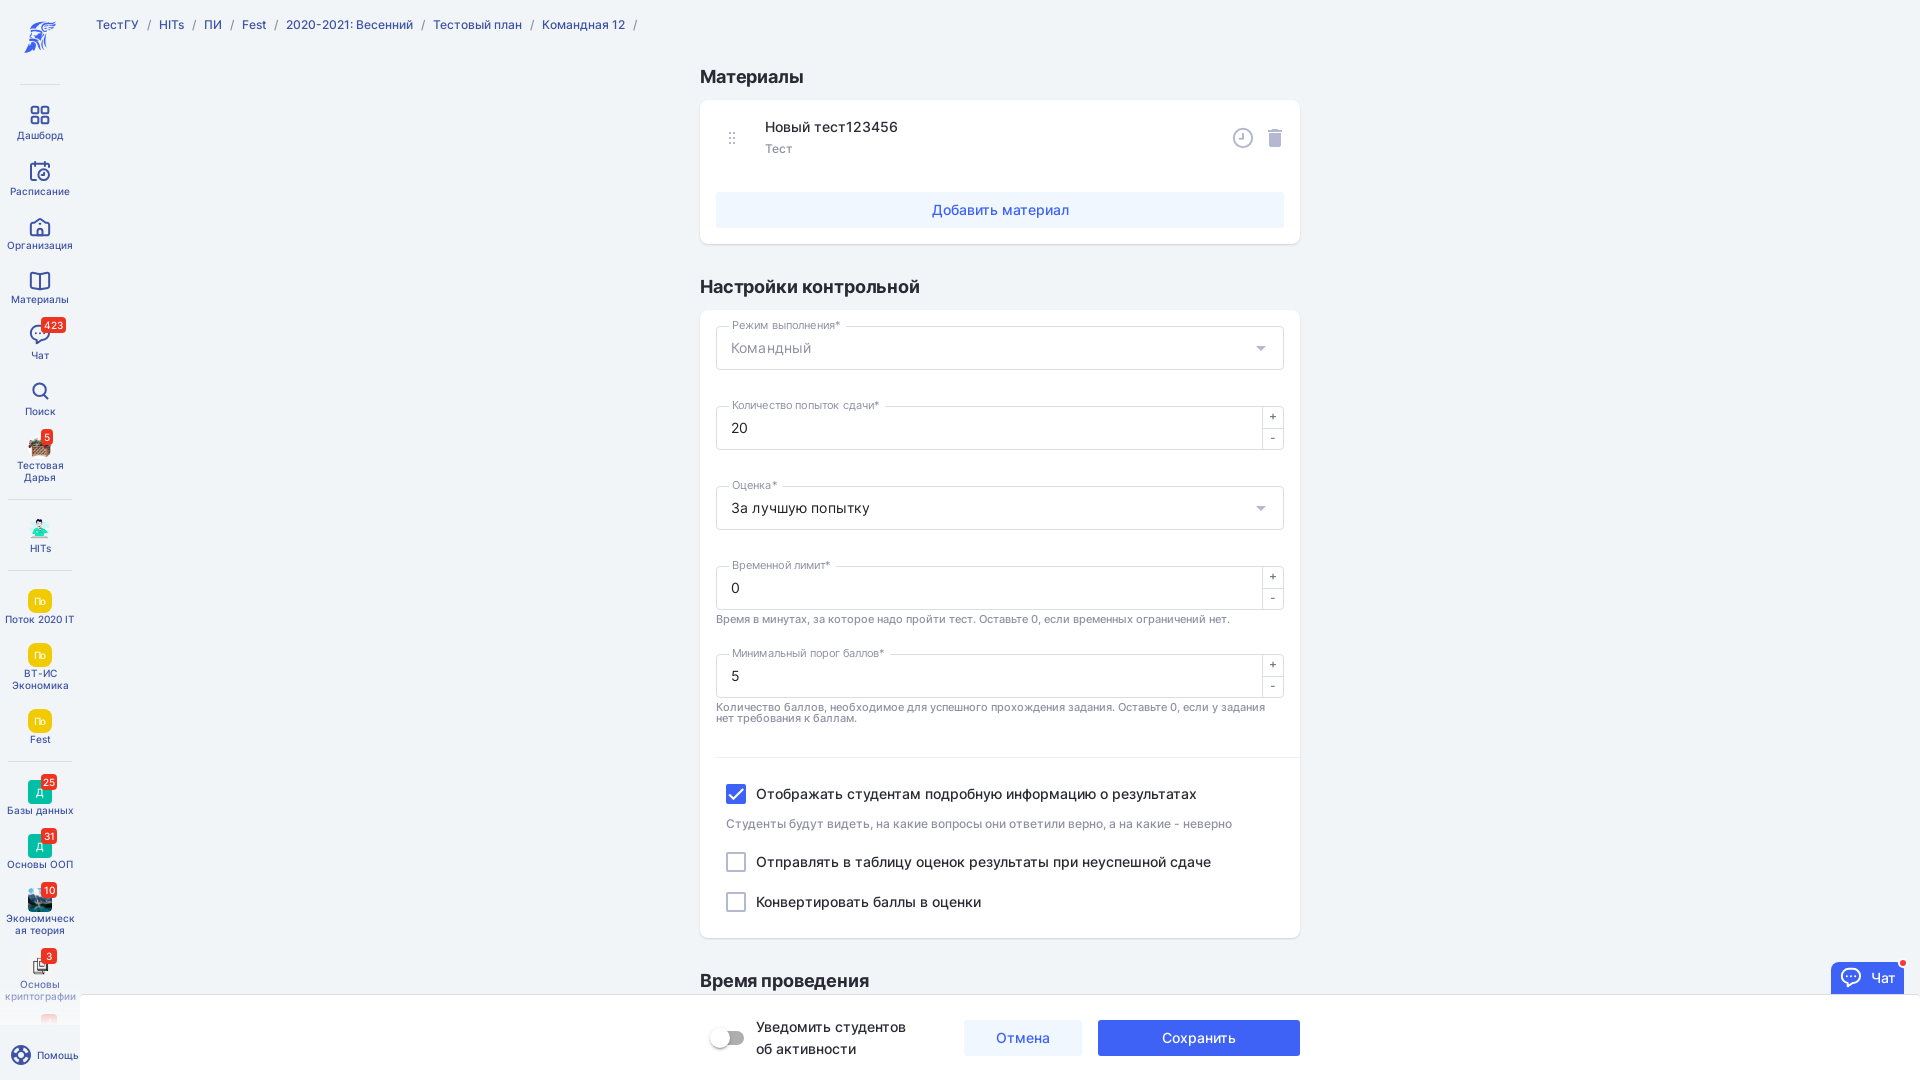 ТестГУ / HITs / ПИ / Fest / 2020-2021: Весенний / Тестовый план / Командная 12 /
Дашборд
Расписание
Организация
Материалы
423
Чат
Поиск
5
Тестовая
Дарья
HITs
По
Поток 2020 IT
По
ВТ-ИС
Экономика
По
Fest
25
Д
Базы данных
31
Д
Основы ООП
10
Экономическ
ая теория
3
Основы
криптографии
Помощь
Материалы
Новый тест123456
Тест
Добавить материал
Настройки контрольной
Режим выполнения*
Командный
Количество попыток сдачи*
20
+
-
Оценка*
За лучшую попытку
Временной лимит*
0
+
-
Время в минутах, за которое надо пройти тест. Оставьте 0, если временных ограничений нет.
Минимальный порог баллов*
5
+
-
Количество баллов, необходимое для успешного прохождения задания. Оставьте 0, если у задания
нет требования к баллам.
Отображать студентам подробную информацию о результатах
Студенты будут видеть, на какие вопросы они ответили верно, а на какие - неверно
Отправлять в таблицу оценок результаты при неуспешной сдаче
Конвертировать баллы в оценки
Время проведения
Чат
Уведомить студентов
об активности
Отмена
Сохранить